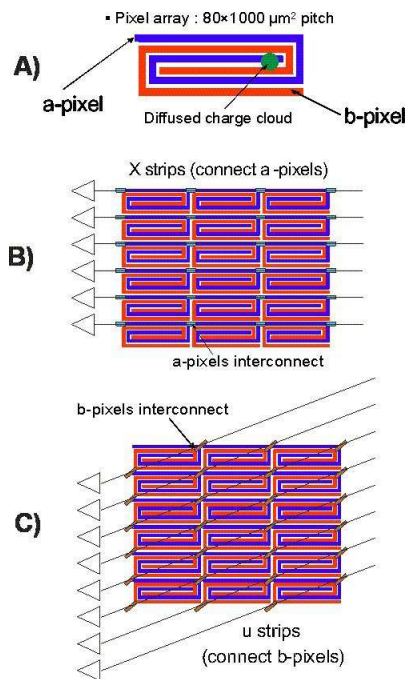 ▪ Pixel array : 80×1000 μm² pitch
A)
a-pixel
b-pixel
Diffused charge cloud
X strips (connect a -pixels)
B)
a-pixels interconnect
b-pixels interconnect
C)
u strips
(connect b-pixels)